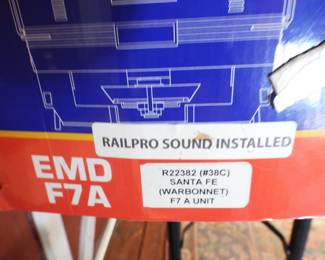 RAILPRO SOUND INSTALLED
EMD
F7A
R22382 (#38C)
SANTA FE
(WARBONNET)
F7 A UNIT